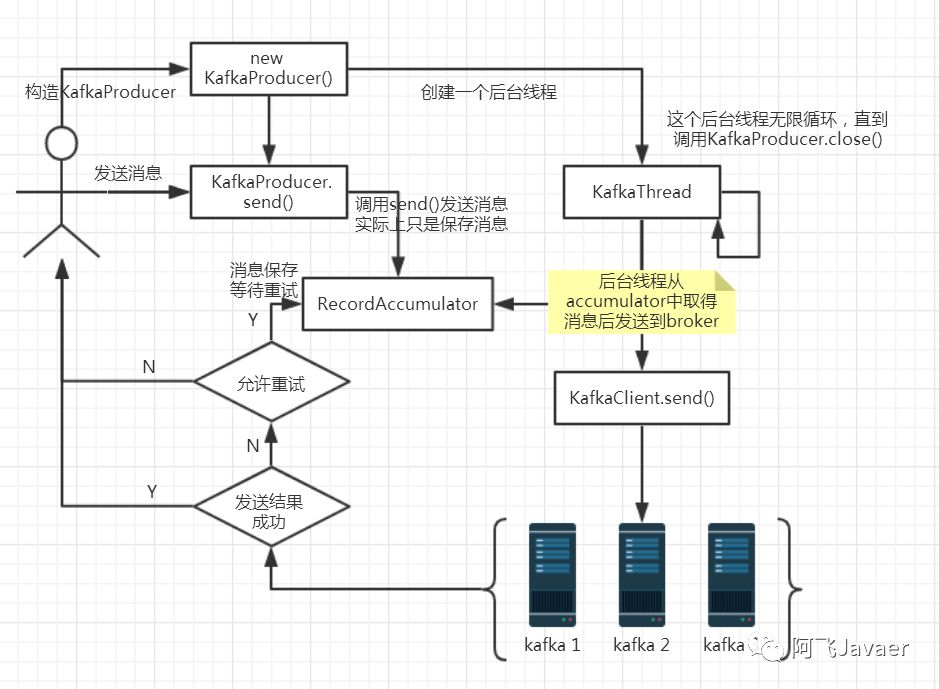 new
KafkaProducer()
构造KafkaProducer
创建一个后台线程
这个后台线程无限循环，直到
调用KafkaProducer.close()
发送消息
KafkaProducer.
send()
调用send()发送消息
实际上只是保存消息
KafkaThread
消息保存
等待重试
Y
RecordAccumulator
后台线程从
accumulator中取得
消息后发送到broker
N
允许重试
KafkaClient.send()
N
Y
发送结果
成功
kafka 1
kafka 2
kafka
阿飞Javaer